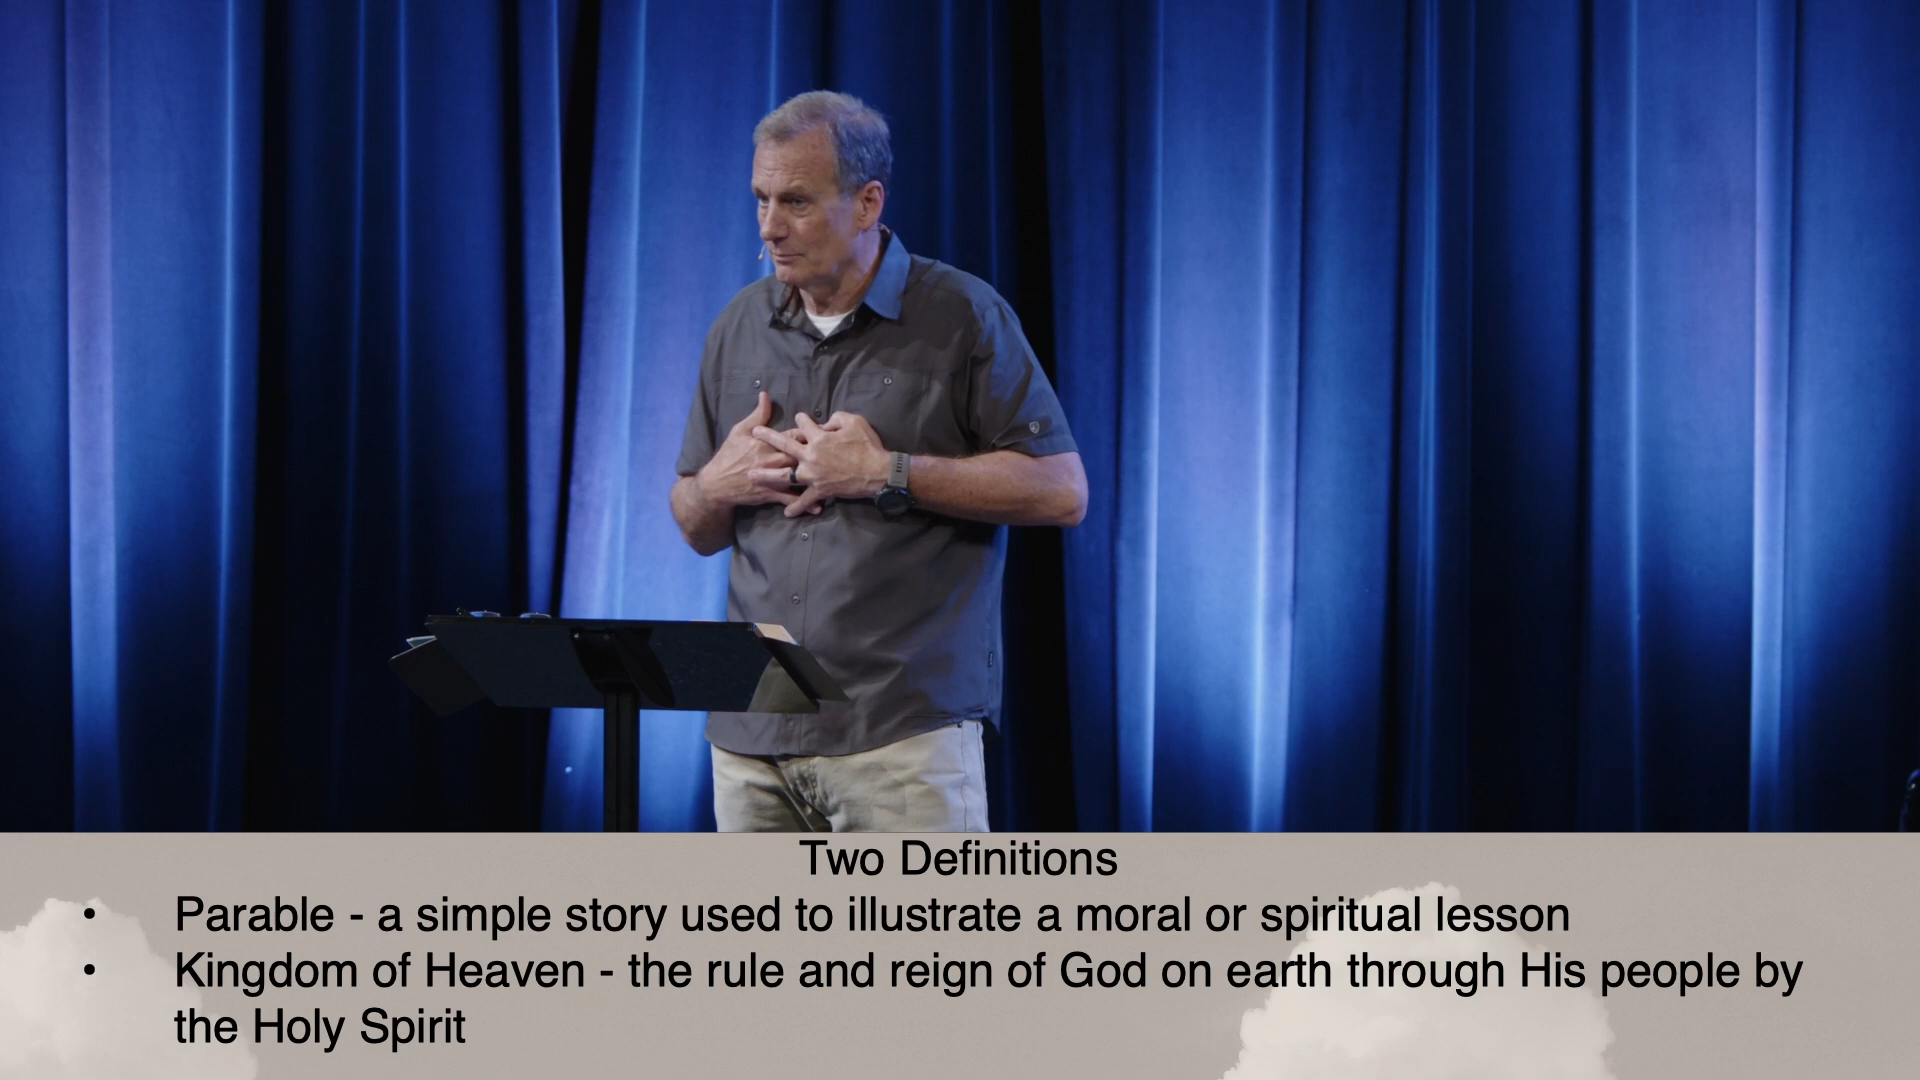 Two Definitions
• Parable - a simple story used to illustrate a moral or spiritual lesson
• Kingdom of Heaven - the rule and reign of God on earth through His people by
the Holy Spirit